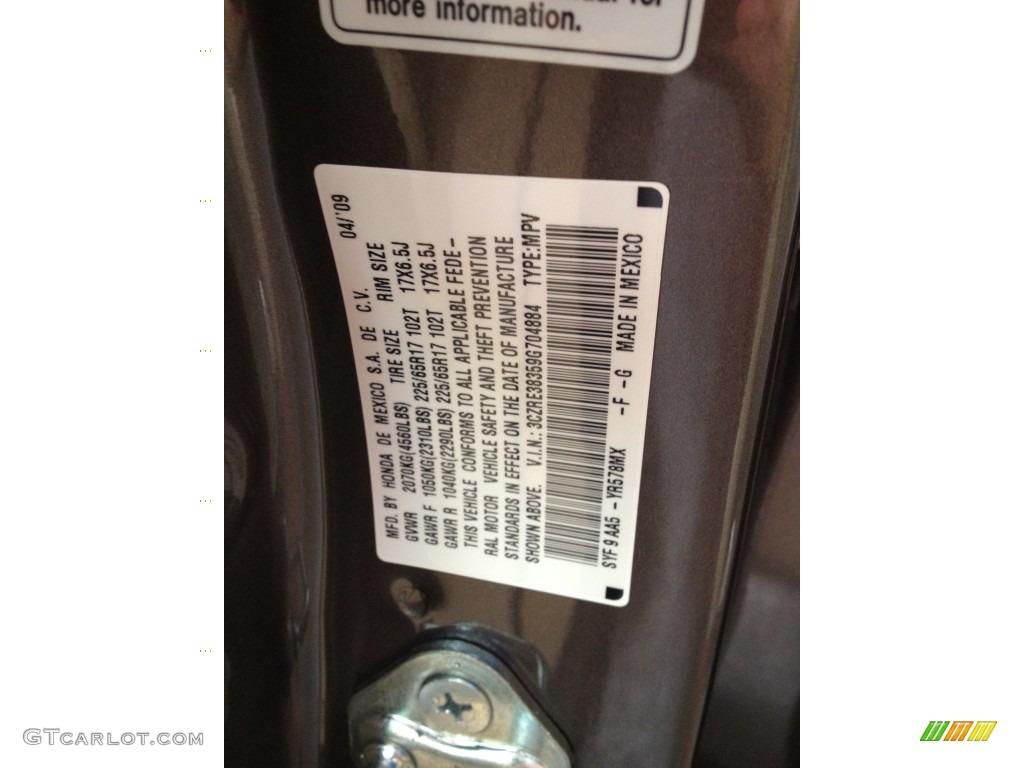 more information.
04/'09
MFD. BY HONDA DE MEXICO S.A. DE C.V.
GVWR 2070KG(4560LBS) TIRE SIZE RIM SIZE
GAWR F 1050KG(2310LBS) 225/65R17 102T 17X6.5J
GAWR R 1040KG(2290LBS) 225/65R17 102T 17X6.5J
THIS VEHICLE CONFORMS TO ALL APPLICABLE FEDE-
RAL MOTOR VEHICLE SAFETY AND THEFT PREVENTION
STANDARDS IN EFFECT ON THE DATE OF MANUFACTURE
SHOWN ABOVE. V.I.N.:3CZRE38359G704884 TYPE:MPV
SYF 9 AA5 -YR578MX -F -G MADE IN MEXICO
GTCARLOT.COM